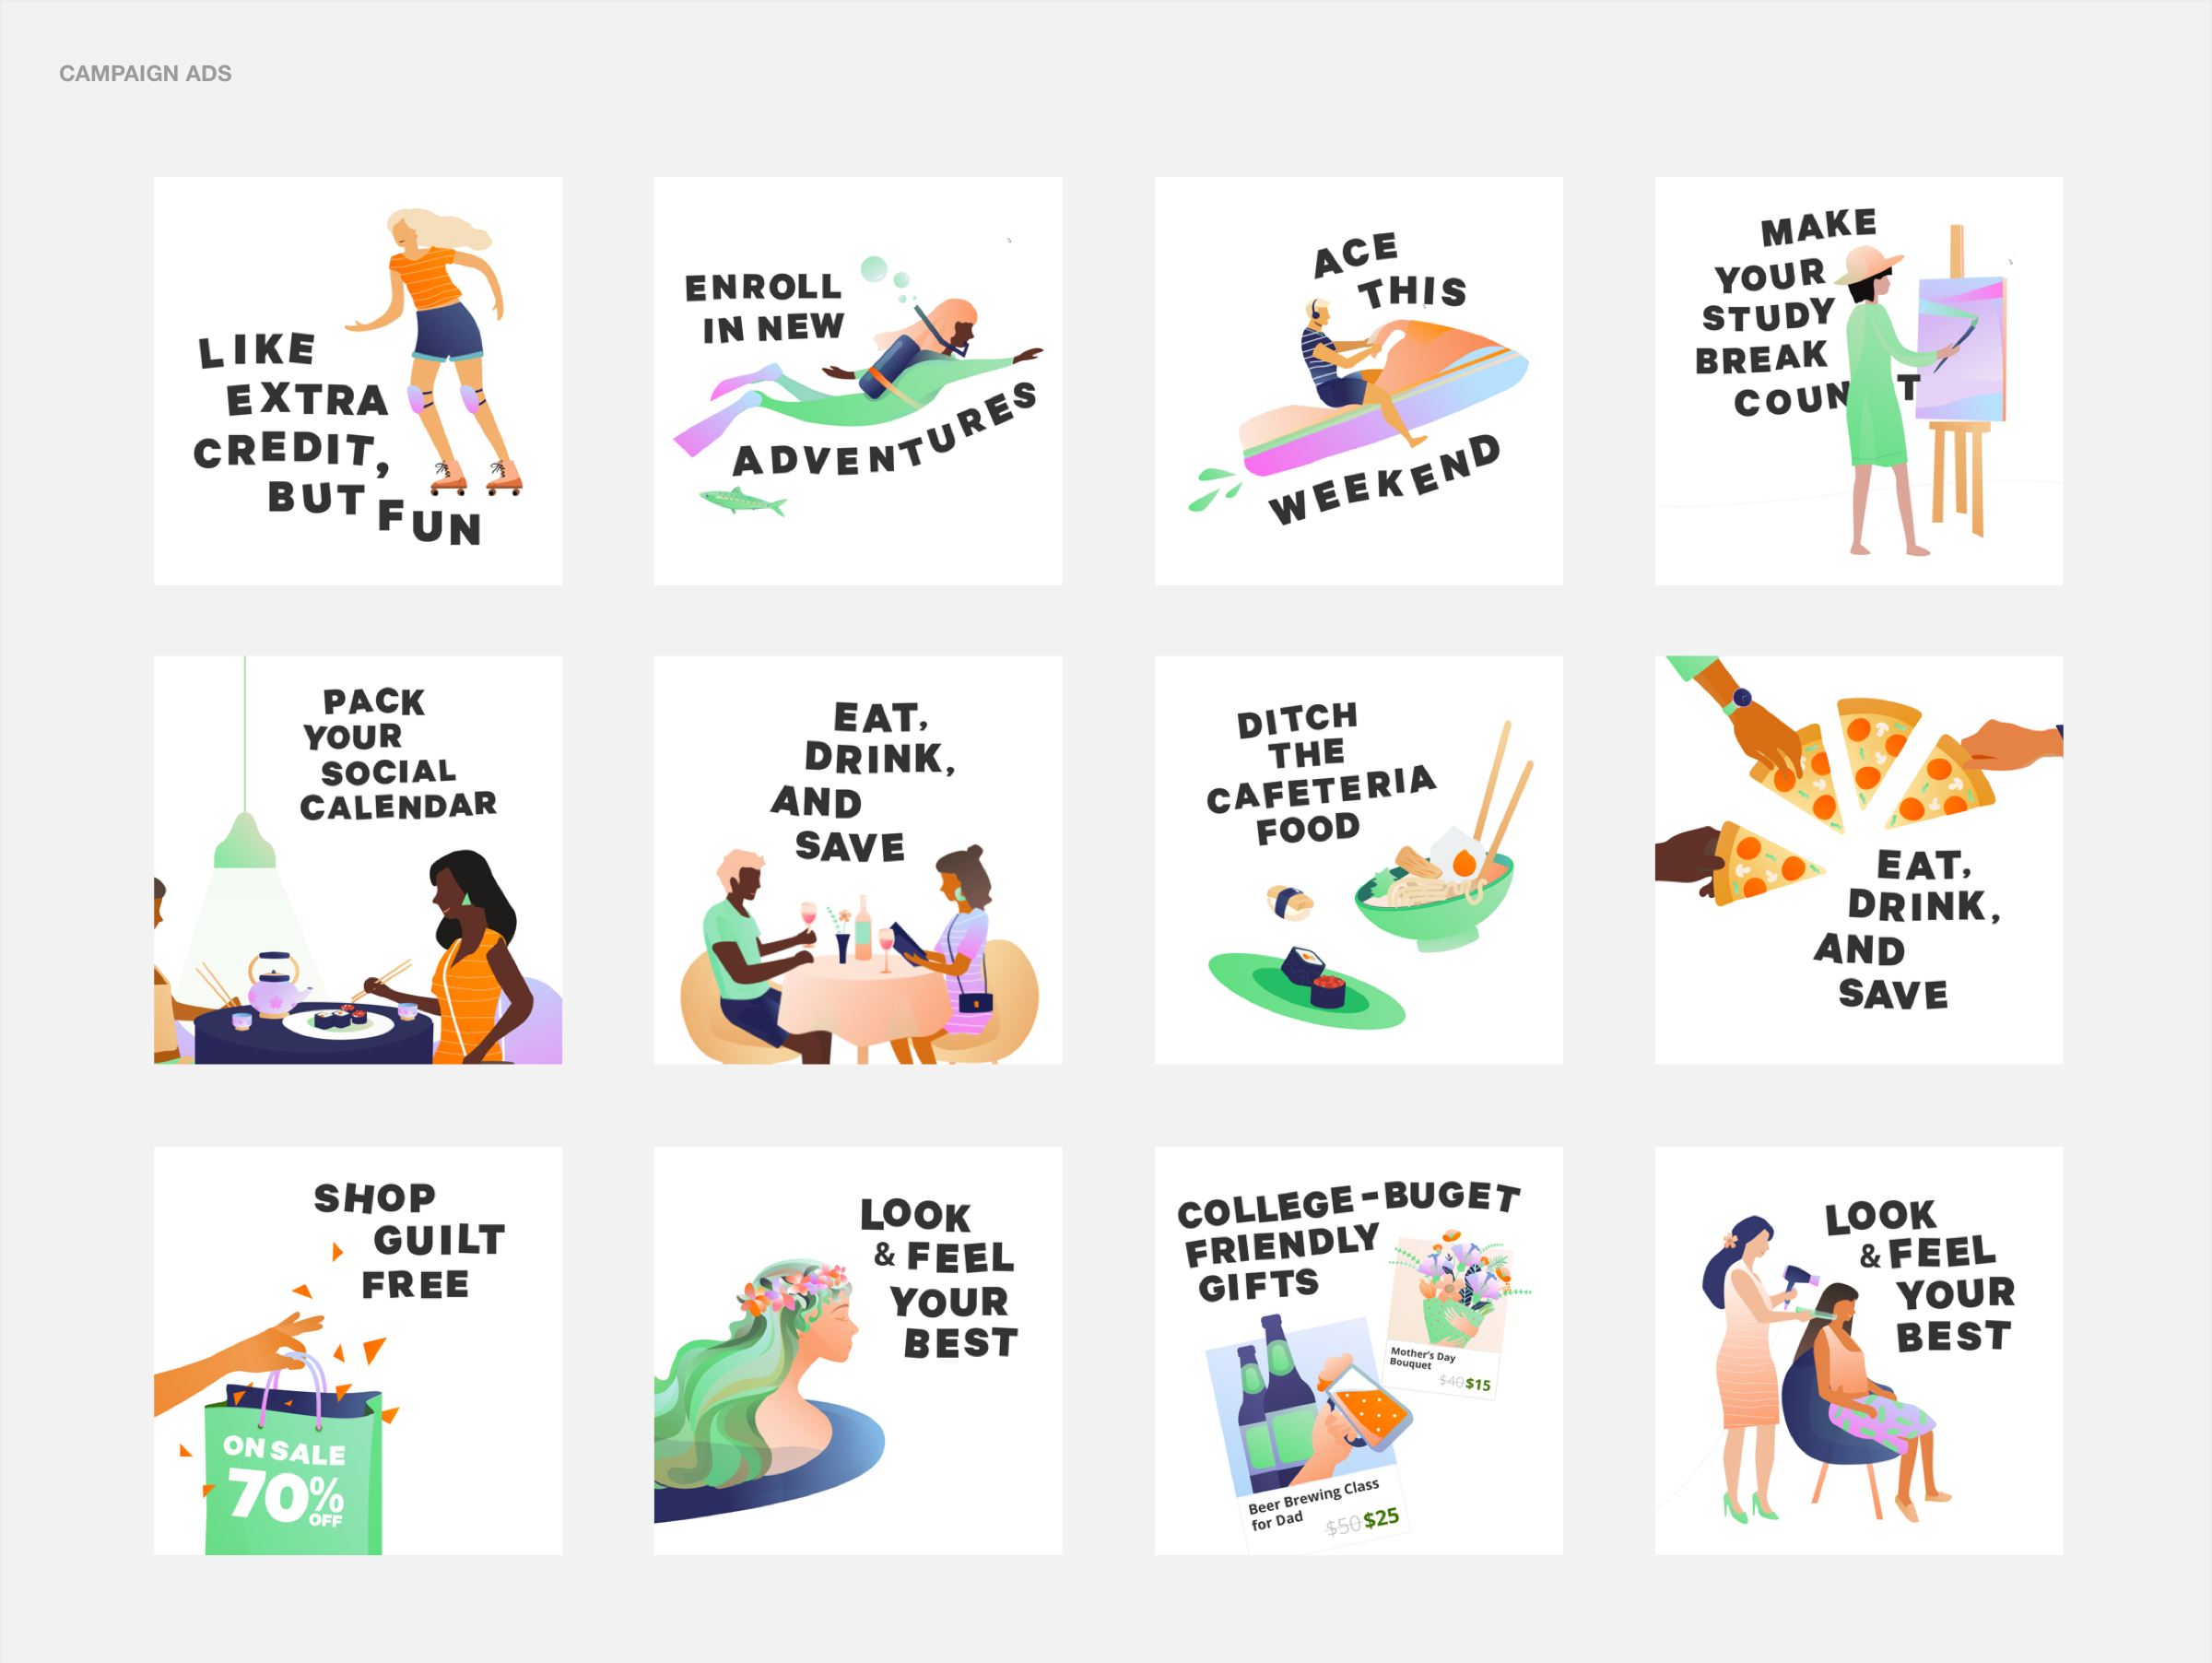 CAMPAIGN ADS
LIKE
EXTRA
CREDIT,
BUT FUN
ENROLL
IN NEW
ADVENTURES
ACE
THIS
WEEKEND
MAKE
YOUR
STUDY
BREAK
COUNT
PACK
YOUR
SOCIAL
CALENDAR
EAT,
DRINK,
AND
SAVE
DITCH
THE
CAFETERIA
FOOD
EAT,
DRINK,
AND
SAVE
SHOP
GUILT
FREE
ON SALE
70%
OFF
LOOK
& FEEL
YOUR
BEST
COLLEGE-BUGET
FRIENDLY
GIFTS
Mother's Day
Bouquet
$40 $15
Beer Brewing Class
for Dad
$50 $25
LOOK
& FEEL
YOUR
BEST